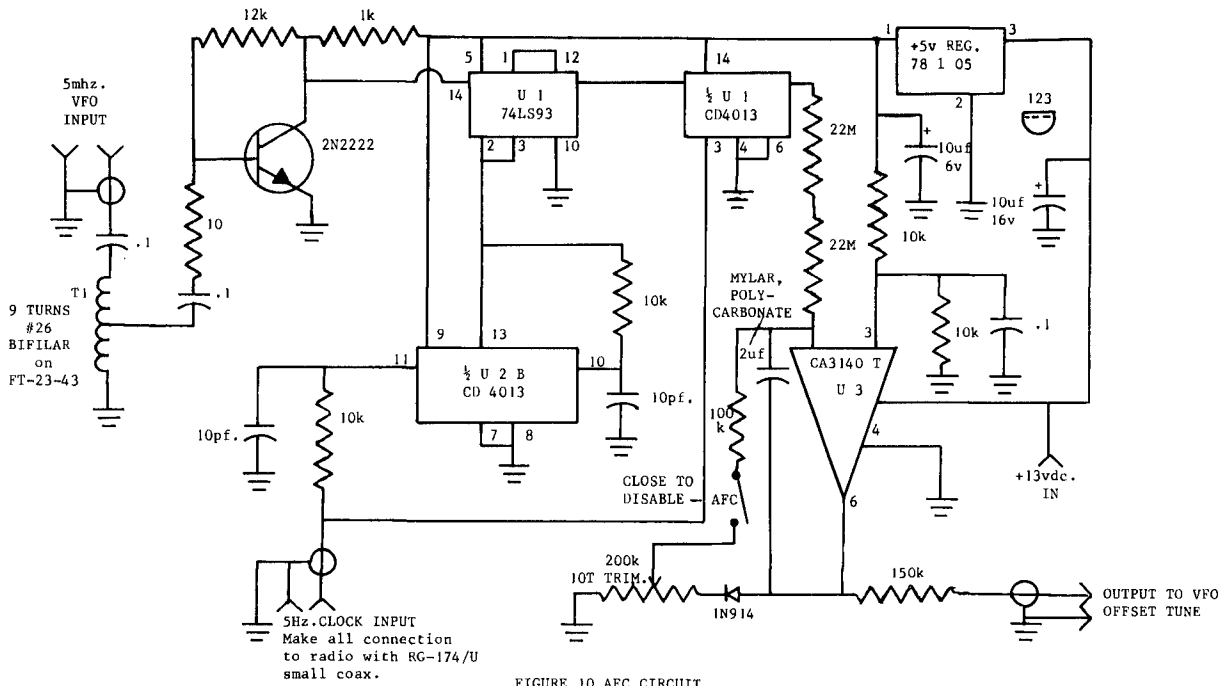 12k
1k
5mhz.
VFO
INPUT
2N2222
10
.1
.1
T1
9 TURNS
#26
BIFILAR
on
FT-23-43
5
1
12
14
U 1
74LS93
2
3
10
14
½ U 1
CD4013
3
4
6
22M
22M
1
+5v REG.
78 1 05
3
2
123
10uf
6v
10uf
16v
10k
10k
.1
MYLAR,
POLY-
CARBONATE
2uf
100
k
3
CA3140 T
U 3
4
6
+13vdc.
IN
10k
9
13
11
½ U 2 B
CD 4013
10
7
8
10pf.
10k
10pf.
CLOSE TO
DISABLE — AFC
200k
10T TRIM.
1N914
150k
OUTPUT TO VFO
OFFSET TUNE
5Hz.CLOCK INPUT
Make all connection
to radio with RG-174/U
small coax.
FIGURE 10 AFC CIRCUIT